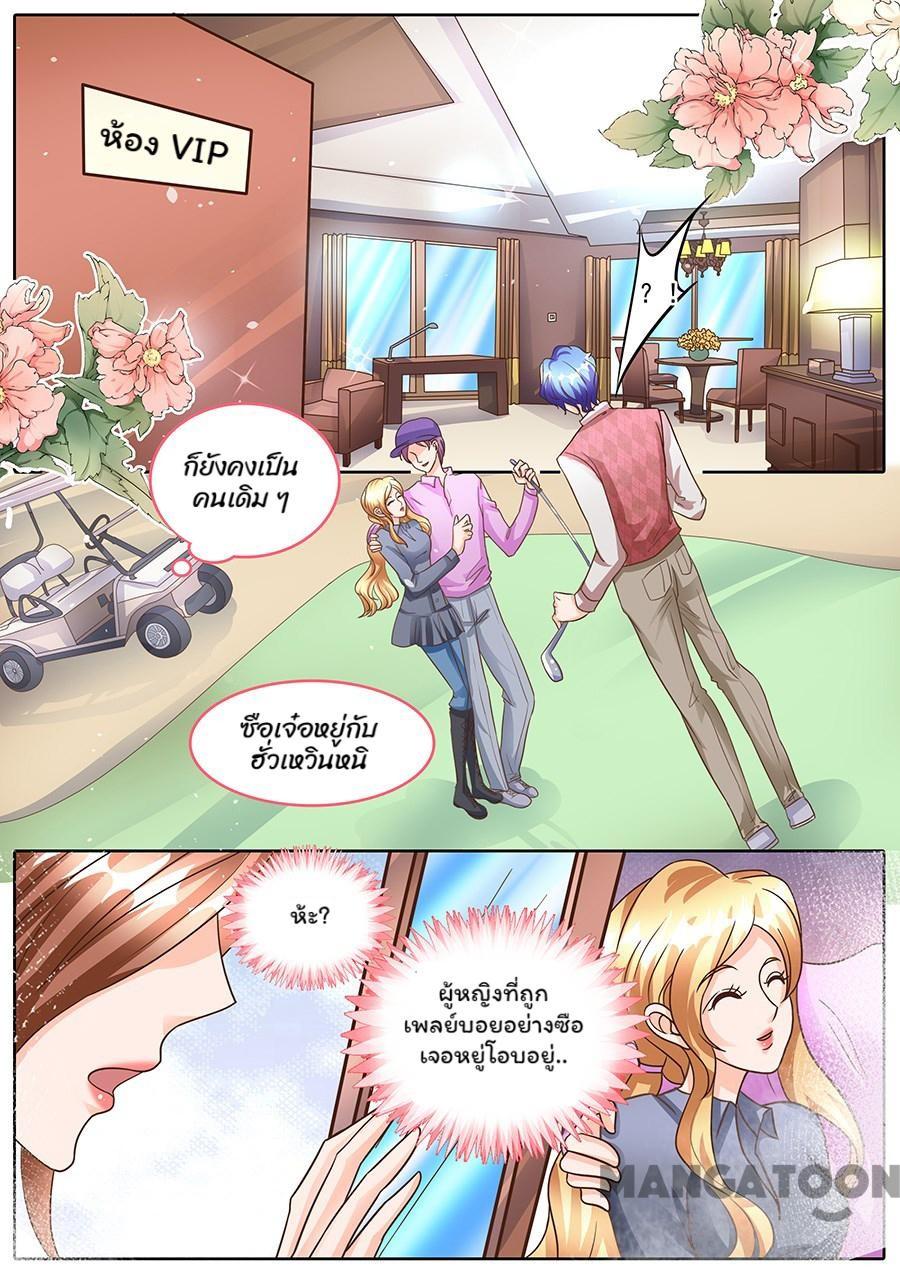 ห้อง VIP
? !
ก็ยังคงเป็น
คนเดิม ๆ
ซือเจ๋อหยู่กับ
ฮั่วเหวินหนิ
ห้ะ?
ผู้หญิงที่ถูก
เพลย์บอยอย่างซือ
เจอหยู่โอบอยู่..
MANGATOON